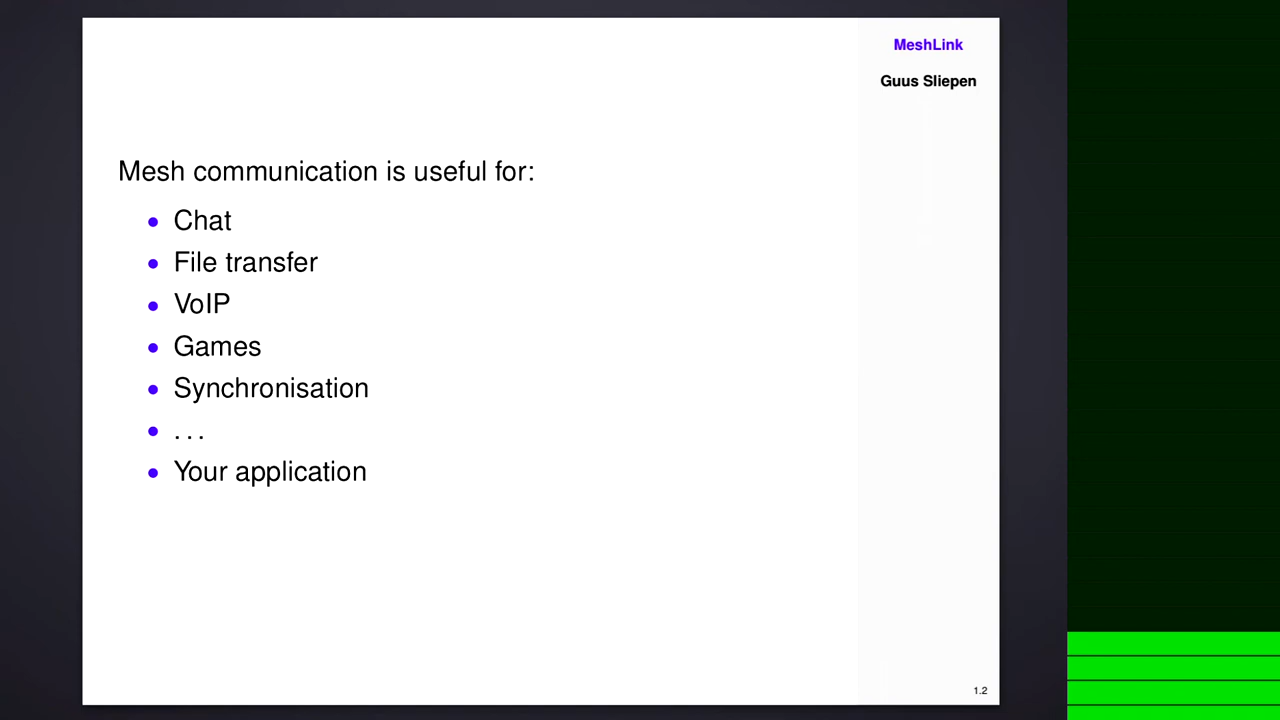 MeshLink
Guus Sliepen
Mesh communication is useful for:
• Chat
• File transfer
• VoIP
• Games
• Synchronisation
• . . .
• Your application
1.2